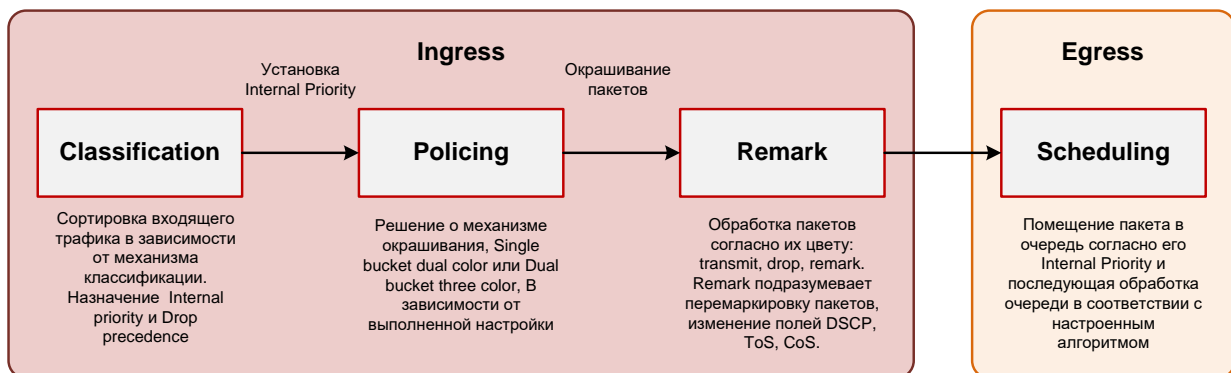 Ingress
Egress
Установка
Internal Priority
Окрашивание
пакетов
Classification
Policing
Remark
Scheduling
Сортировка входящего
трафика в зависимости
от механизма
классификации.
Назначение Internal
priority и Drop
precedence
Решение о механизме
окрашивания, Single
bucket dual color или Dual
bucket three color, В
зависимости от
выполненной настройки
Обработка пакетов
согласно их цвету:
transmit, drop, remark.
Remark подразумевает
перемаркировку пакетов,
изменение полей DSCP,
ToS, CoS.
Помещение пакета в
очередь согласно его
Internal Priority и
последующая обработка
очереди в соответствии с
настроенным
алгоритмом